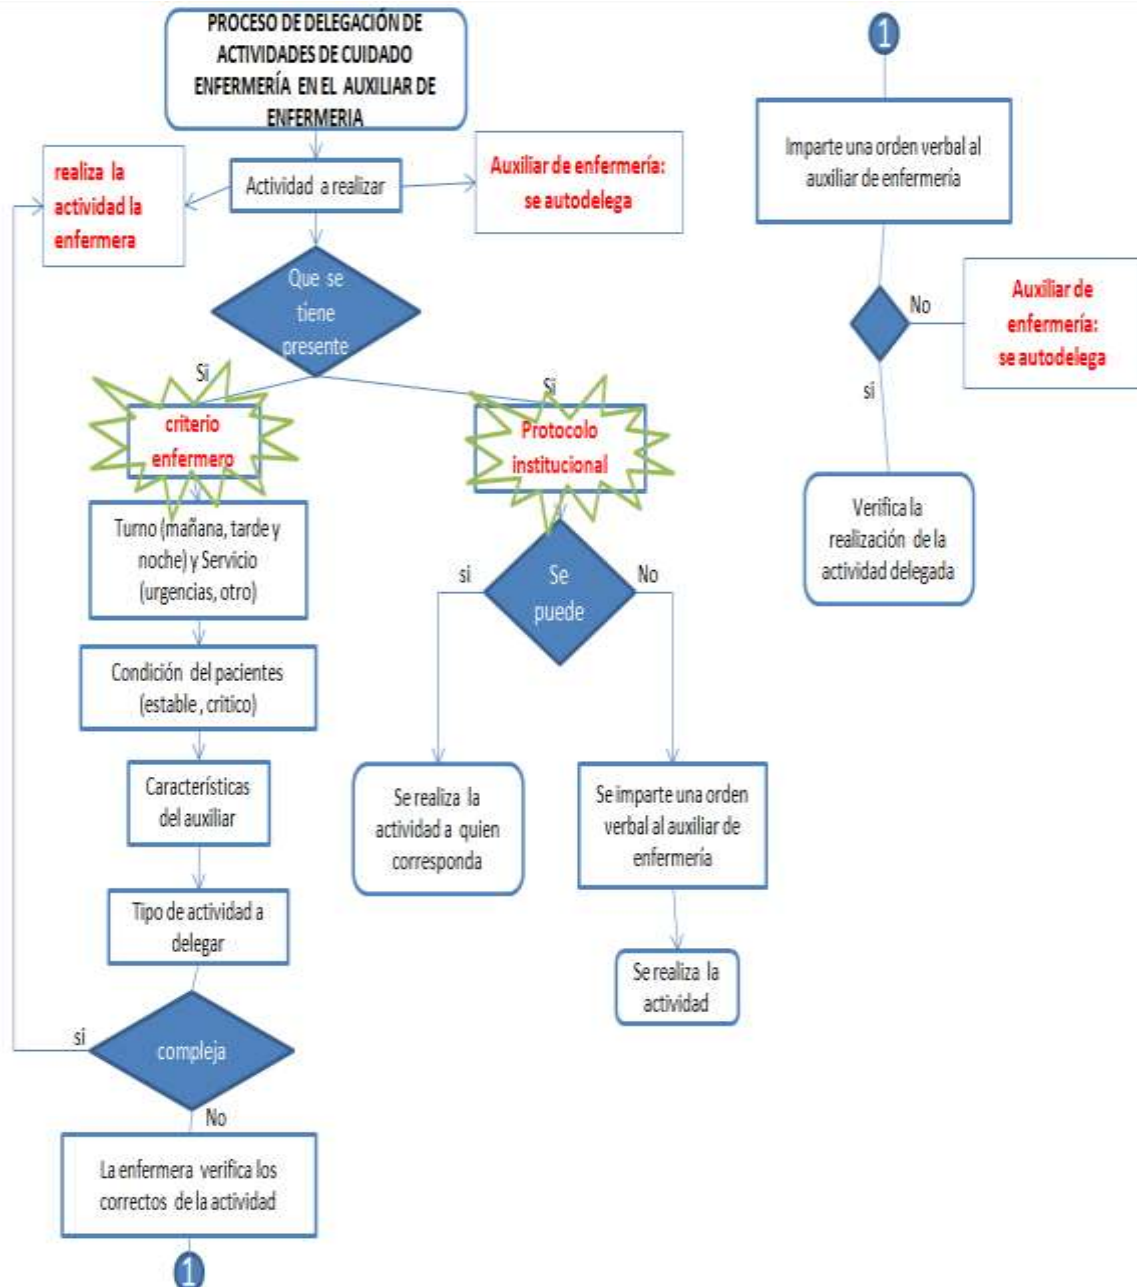 PROCESO DE DELEGACIÓN DE
ACTIVIDADES DE CUIDADO
ENFERMERÍA EN EL AUXILIAR DE
ENFERMERIA
realiza la
actividad la
enfermera
Actividad a realizar
Auxiliar de enfermería:
se autodelega
Que se
tiene
presente
Si
Si
criterio
enfermero
Protocolo
institucional
Turno (mañana, tarde y
noche) y Servicio
(urgencias, otro)
si
Se
puede
No
Condición del pacientes
(estable , critico)
Características
del auxiliar
Se realiza la
actividad a quien
corresponda
Se imparte una orden
verbal al auxiliar de
enfermería
Tipo de actividad a
delegar
Se realiza la
actividad
si
compleja
No
La enfermera verifica los
correctos de la actividad
1
1
Imparte una orden verbal al
auxiliar de enfermería
No
Auxiliar de
enfermería:
se autodelega
si
Verifica la
realización de la
actividad delegada